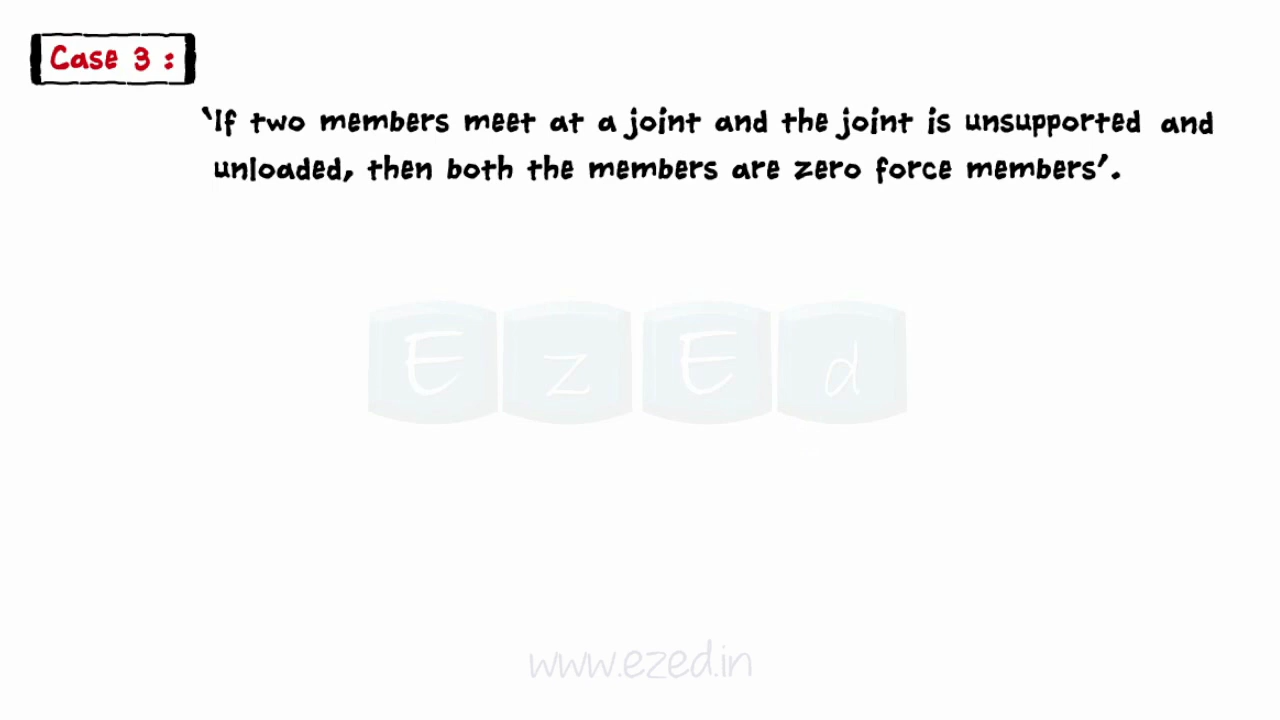 Case 3 :
‘If two members meet at a joint and the joint is unsupported and
unloaded, then both the members are zero force members’.
E z E d
www.ezed.in